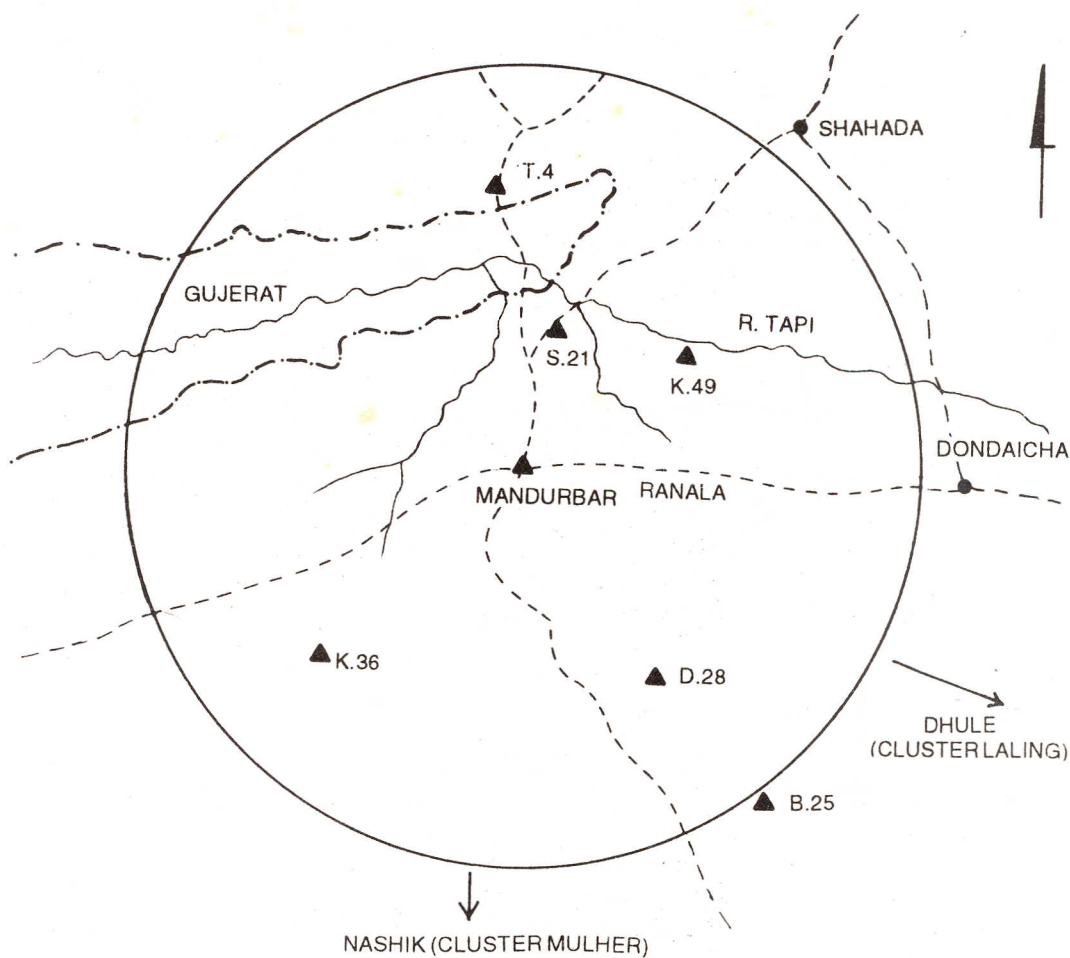 SHAHADA
T.4
GUJERAT
R. TAPI
S.21
K.49
DONDAICHA
MANDURBAR
RANALA
K.36
D.28
DHULE
(CLUSTER LALING)
B.25
NASHIK (CLUSTER MULHER)